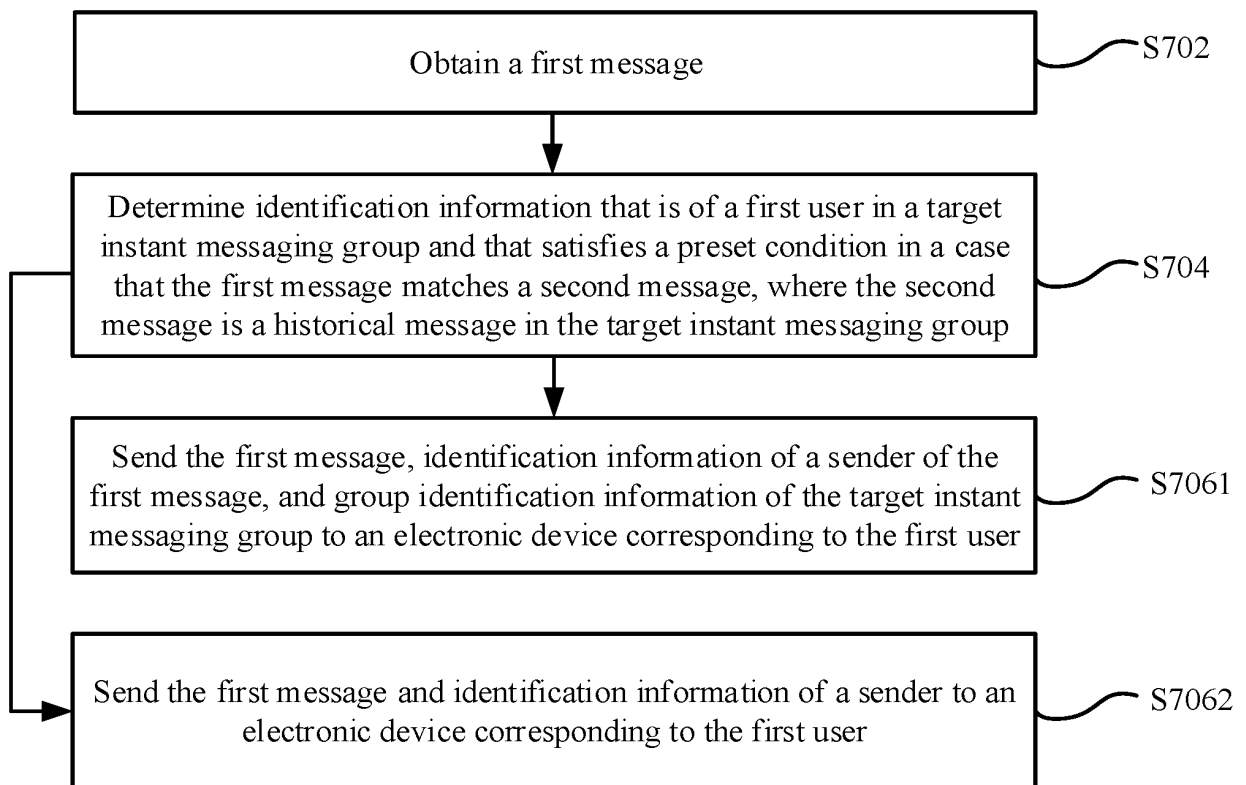 Obtain a first message
S702
Determine identification information that is of a first user in a target
instant messaging group and that satisfies a preset condition in a case
that the first message matches a second message, where the second
message is a historical message in the target instant messaging group
S704
Send the first message, identification information of a sender of the
first message, and group identification information of the target instant
messaging group to an electronic device corresponding to the first user
S7061
Send the first message and identification information of a sender to an
electronic device corresponding to the first user
S7062